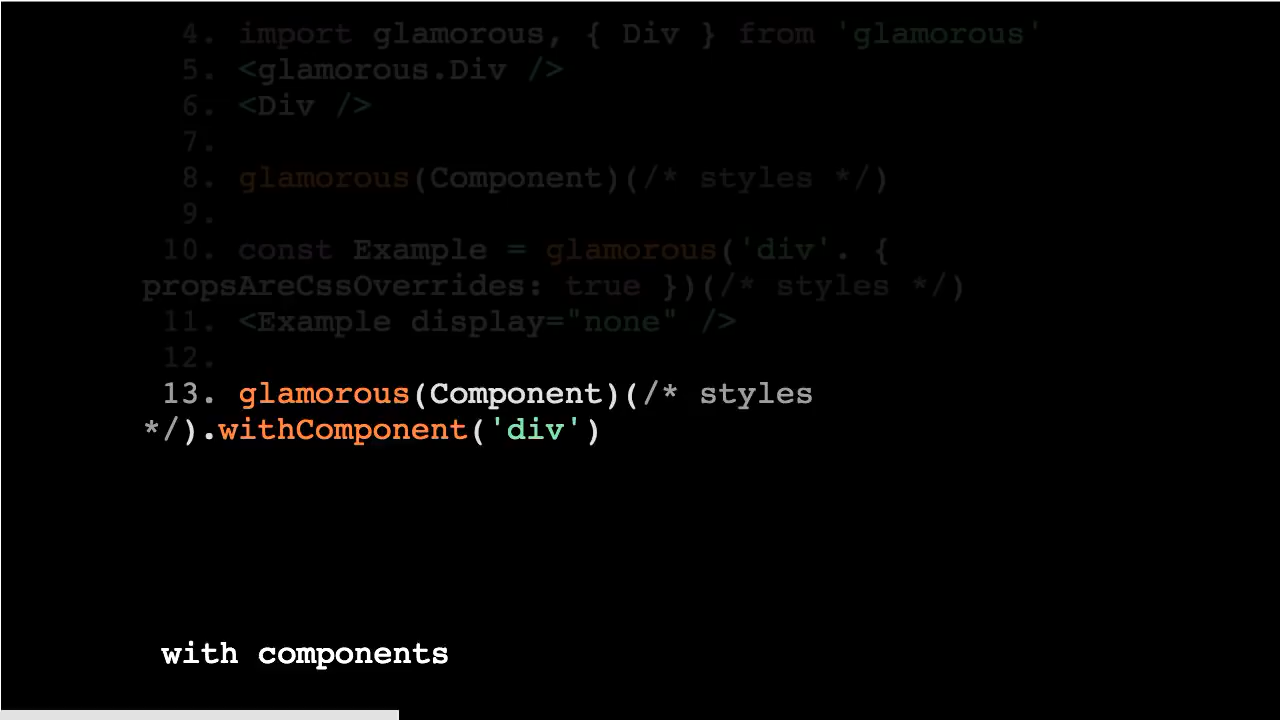 4. import glamorous, { Div } from 'glamorous'
5. <glamorous.Div />
6. <Div />
7.
8. glamorous(Component)(/* styles */)
9.
10. const Example = glamorous('div'. {
propsAreCssOverrides: true })(/* styles */)
11. <Example display="none" />
12.
13. glamorous(Component)(/* styles
*/).withComponent('div')
with components